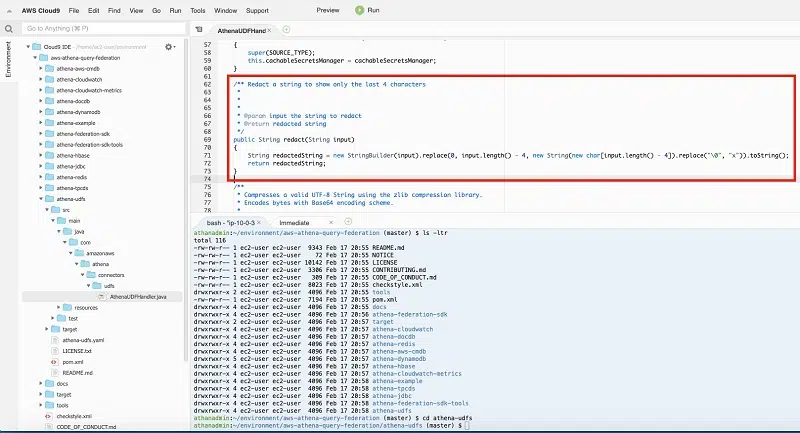 AWS Cloud9 File Edit Find View Go Run Tools Window Support Preview Run
Go to Anything (⌘ P)
Environment
Cloud9 IDE - /home/ec2-user/environment
aws-athena-query-federation
athena-aws-cmdb
athena-cloudwatch
athena-cloudwatch-metrics
athena-docdb
athena-dynamodb
athena-example
athena-federation-sdk
athena-federation-sdk-tools
athena-hbase
athena-jdbc
athena-redis
athena-tpcds
athena-udfs
src
main
java
com
amazonaws
athena
connectors
udfs
AthenaUDFHandler.java
resources
test
target
athena-udfs.yaml
LICENSE.txt
pom.xml
README.md
docs
target
tools
checkstyle.xml
CODE_OF_CONDUCT.md
AthenaUDFHand ×
57 {
58 super(SOURCE_TYPE);
59 this.cachableSecretsManager = cachableSecretsManager;
60 }
61
62 /** Redact a string to show only the last 4 characters
63 *
64 *
65 *
66 * @param input the string to redact
67 * @return redacted string
68 */
69 public String redact(String input)
70 {
71 String redactedString = new StringBuilder(input).replace(0, input.length() - 4, new String(new char[input.length() - 4]).replace("\0", "x")).toString();
72 return redactedString;
73 }
74
75 /**
76 * Compresses a valid UTF-8 String using the zlib compression library.
77 * Encodes bytes with Base64 encoding scheme.
78 *
bash - "ip-10-0-3 × Immediate ×
athanadmin:~/environment/aws-athena-query-federation (master) $ ls -ltr
total 116
-rw-rw-r-- 1 ec2-user ec2-user 9343 Feb 17 20:55 README.md
-rw-rw-r-- 1 ec2-user ec2-user 72 Feb 17 20:55 NOTICE
-rw-rw-r-- 1 ec2-user ec2-user 10142 Feb 17 20:55 LICENSE
-rw-rw-r-- 1 ec2-user ec2-user 3306 Feb 17 20:55 CONTRIBUTING.md
-rw-rw-r-- 1 ec2-user ec2-user 309 Feb 17 20:55 CODE_OF_CONDUCT.md
-rw-rw-r-- 1 ec2-user ec2-user 8023 Feb 17 20:55 checkstyle.xml
drwxrwxr-x 2 ec2-user ec2-user 4096 Feb 17 20:55 tools
-rw-rw-r-- 1 ec2-user ec2-user 7194 Feb 17 20:55 pom.xml
drwxrwxr-x 4 ec2-user ec2-user 4096 Feb 17 20:55 docs
drwxrwxr-x 4 ec2-user ec2-user 4096 Feb 17 20:56 athena-federation-sdk
drwxrwxr-x 2 ec2-user ec2-user 4096 Feb 17 20:57 target
drwxrwxr-x 4 ec2-user ec2-user 4096 Feb 17 20:57 athena-cloudwatch
drwxrwxr-x 4 ec2-user ec2-user 4096 Feb 17 20:57 athena-docdb
drwxrwxr-x 4 ec2-user ec2-user 4096 Feb 17 20:57 athena-redis
drwxrwxr-x 4 ec2-user ec2-user 4096 Feb 17 20:57 athena-aws-cmdb
drwxrwxr-x 5 ec2-user ec2-user 4096 Feb 17 20:57 athena-dynamodb
drwxrwxr-x 4 ec2-user ec2-user 4096 Feb 17 20:57 athena-hbase
drwxrwxr-x 4 ec2-user ec2-user 4096 Feb 17 20:57 athena-cloudwatch-metrics
drwxrwxr-x 4 ec2-user ec2-user 4096 Feb 17 20:58 athena-example
drwxrwxr-x 4 ec2-user ec2-user 4096 Feb 17 20:58 athena-tpcds
drwxrwxr-x 4 ec2-user ec2-user 4096 Feb 17 20:58 athena-jdbc
drwxrwxr-x 4 ec2-user ec2-user 4096 Feb 17 20:58 athena-federation-sdk-tools
drwxrwxr-x 4 ec2-user ec2-user 4096 Feb 17 20:58 athena-udfs
athanadmin:~/environment/aws-athena-query-federation (master) $ cd athena-udfs
athanadmin:~/environment/aws-athena-query-federation/athena-udfs (master) $